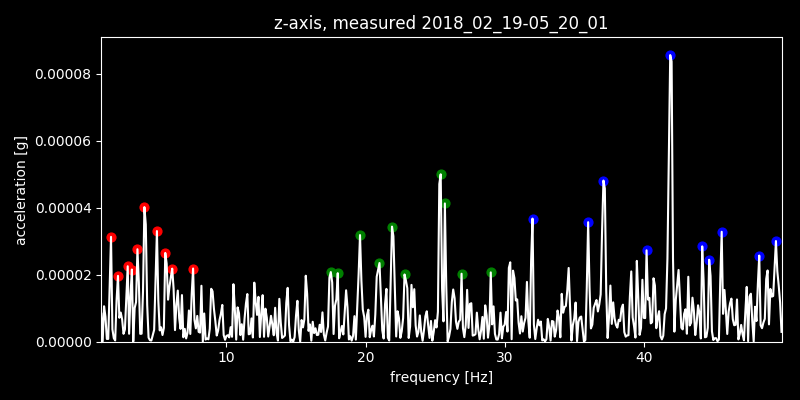 z-axis, measured 2018_02_19-05_20_01
0.00008
0.00006
0.00004
0.00002
0.00000
acceleration [g]
10 20 30 40
frequency [Hz]